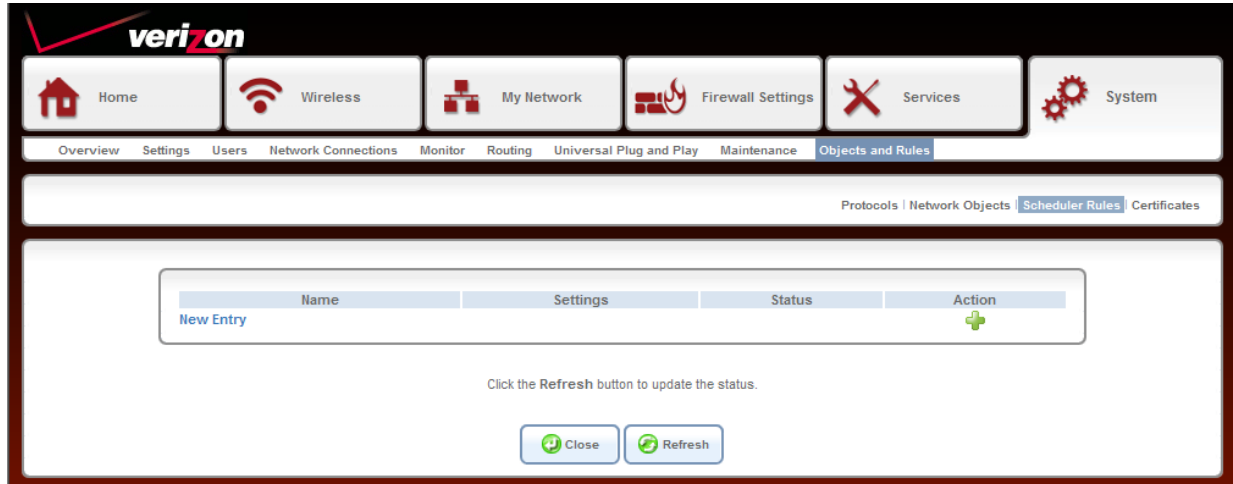 verizon
Home Wireless My Network Firewall Settings Services System
Overview Settings Users Network Connections Monitor Routing Universal Plug and Play Maintenance Objects and Rules
Protocols | Network Objects | Scheduler Rules | Certificates
Name Settings Status Action
New Entry
Click the Refresh button to update the status.
Close Refresh